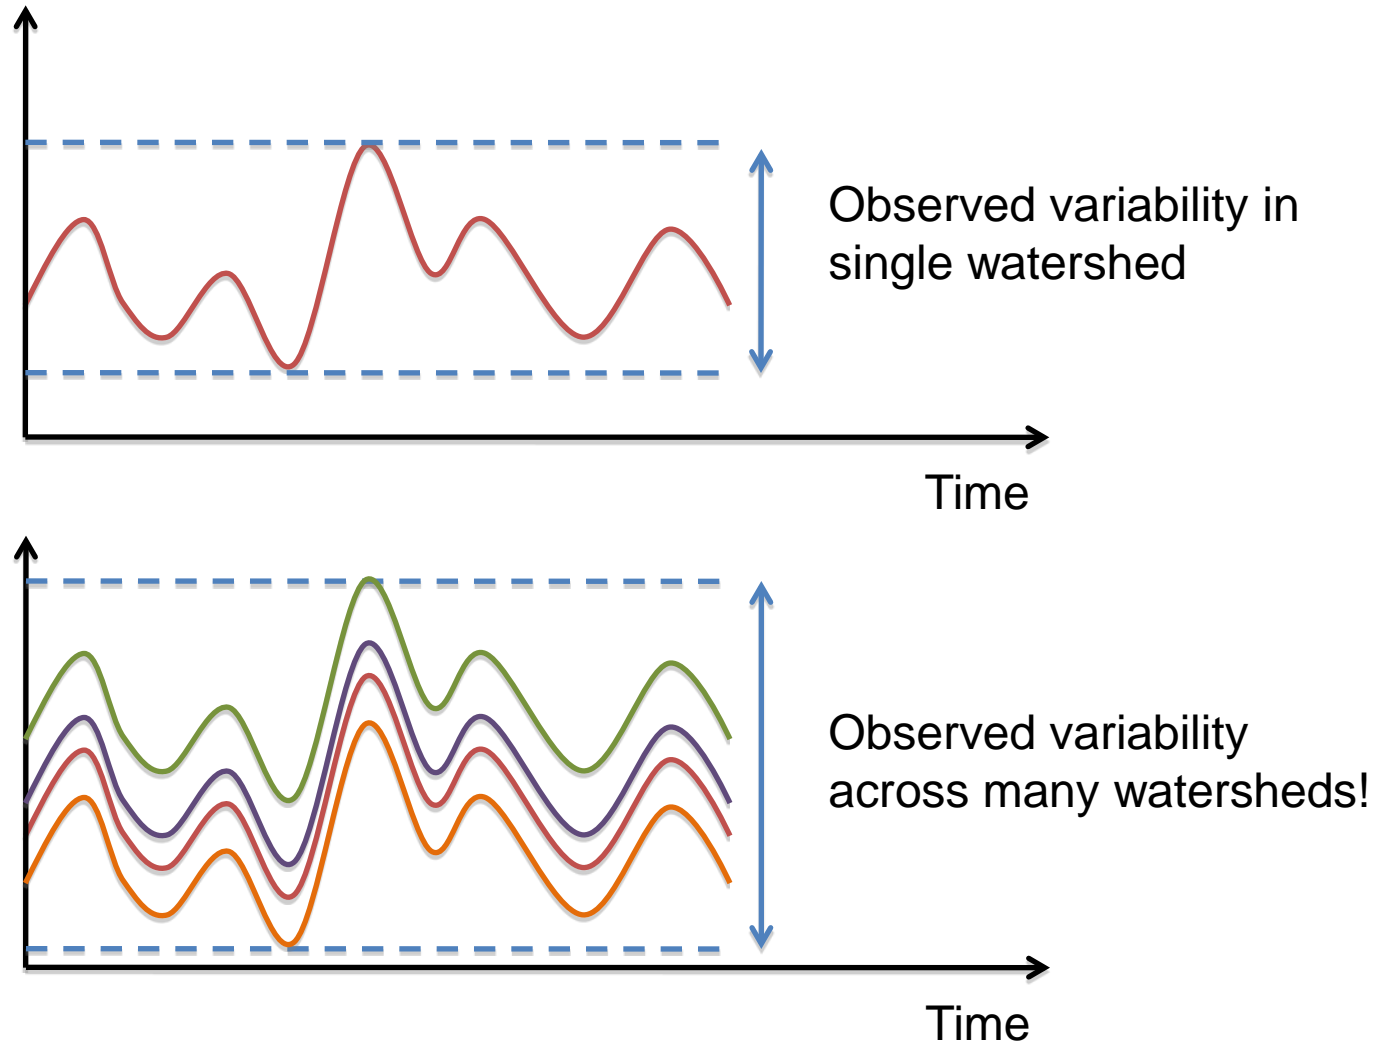 Observed variability in
single watershed
Time
Observed variability
across many watersheds!
Time